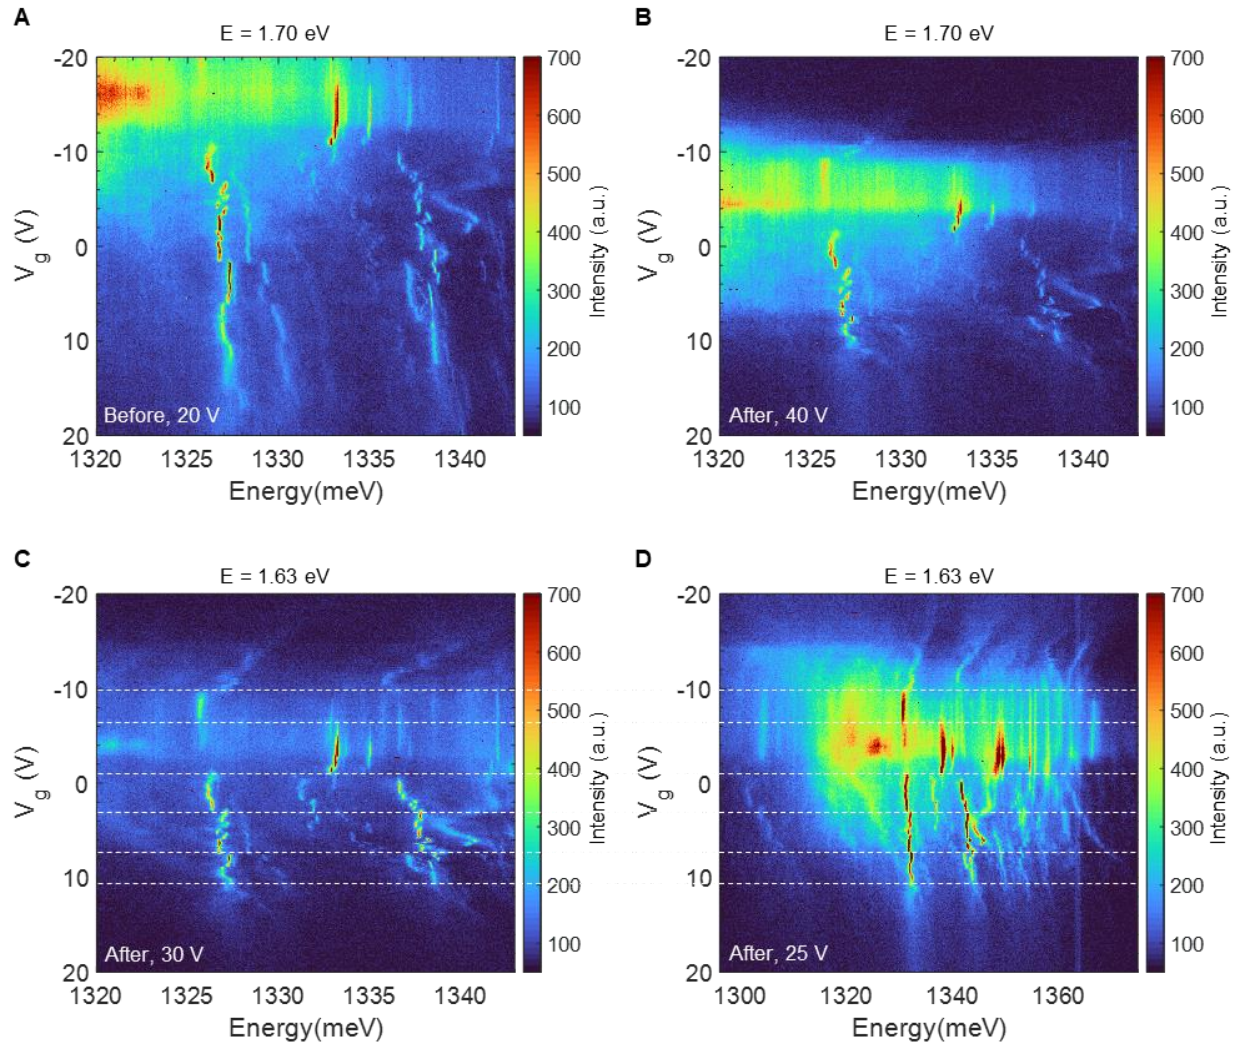 A
E = 1.70 eV
-20
-10
0
10
20
V_g (V)
Before, 20 V
1320
1325
1330
1335
1340
Energy(meV)
700
600
500
400
300
200
100
Intensity (a.u.)
B
E = 1.70 eV
-20
-10
0
10
20
V_g (V)
After, 40 V
1320
1325
1330
1335
1340
Energy(meV)
700
600
500
400
300
200
100
Intensity (a.u.)
C
E = 1.63 eV
-20
-10
0
10
20
V_g (V)
After, 30 V
1320
1325
1330
1335
1340
Energy(meV)
700
600
500
400
300
200
100
Intensity (a.u.)
D
E = 1.63 eV
-20
-10
0
10
20
V_g (V)
After, 25 V
1300
1320
1340
1360
Energy(meV)
700
600
500
400
300
200
100
Intensity (a.u.)